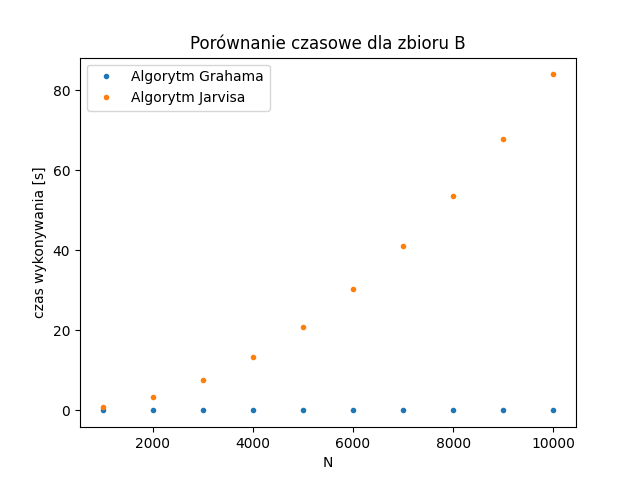 Porównanie czasowe dla zbioru B
Algorytm Grahama
Algorytm Jarvisa
czas wykonywania [s]
80
60
40
20
0
2000 4000 6000 8000 10000
N